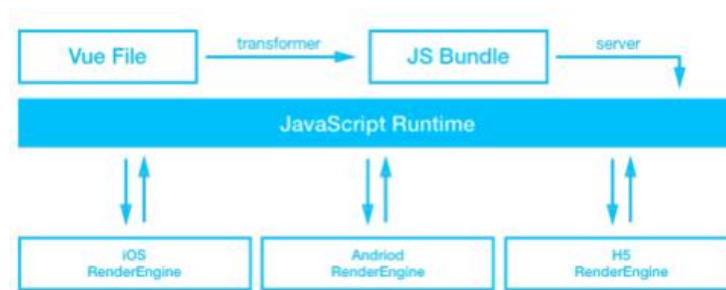 Vue File
transformer
JS Bundle
server
JavaScript Runtime
iOS
RenderEngine
Andriod
RenderEngine
H5
RenderEngine